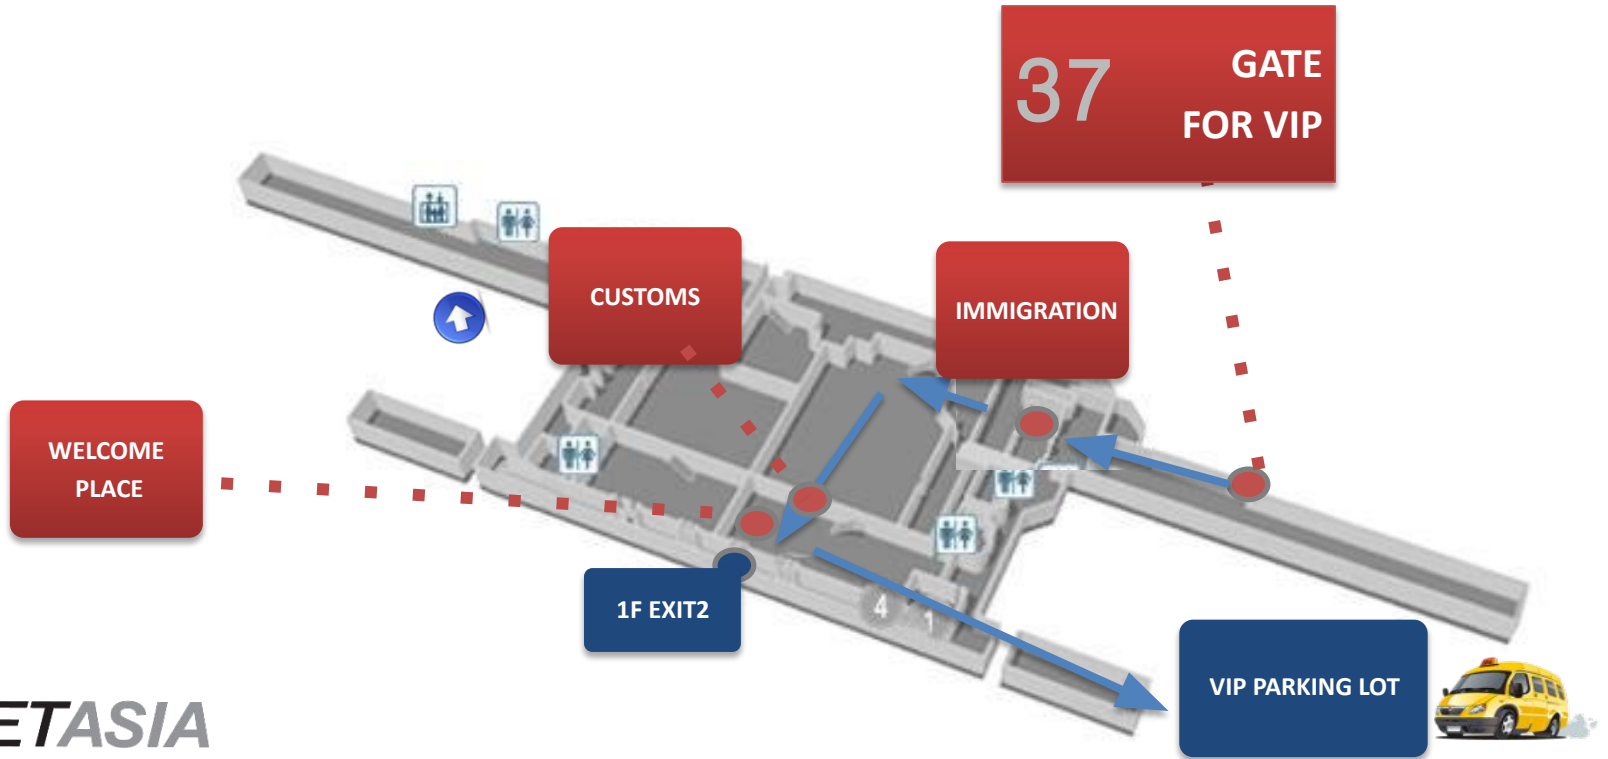 37
GATE
FOR VIP
CUSTOMS
IMMIGRATION
WELCOME
PLACE
1F EXIT2
4
1
VIP PARKING LOT
ETASIA